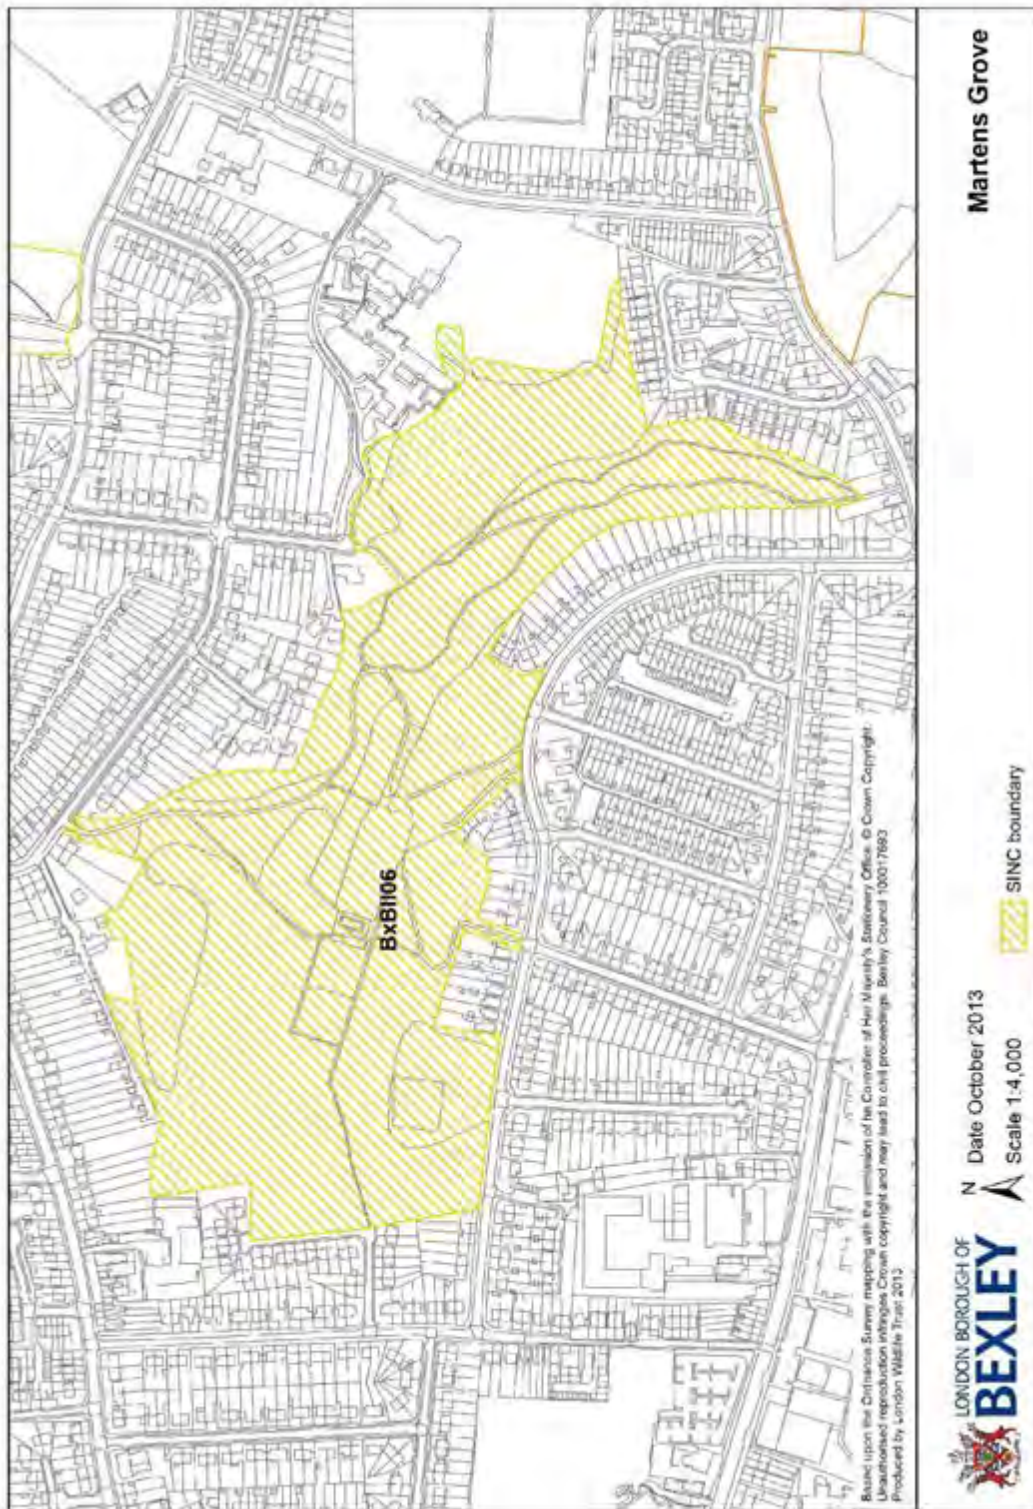 BxBII06
Based upon the Ordnance Survey mapping with the permission of the Controller of Her Majesty's Stationery Office. © Crown Copyright.
Unauthorised reproduction infringes Crown copyright and may lead to civil proceedings. Bexley Council 100017693
Produced by London Wildlife Trust 2013
LONDON BOROUGH OF
BEXLEY
N
Date October 2013
Scale 1:4,000
SINC boundary
Martens Grove